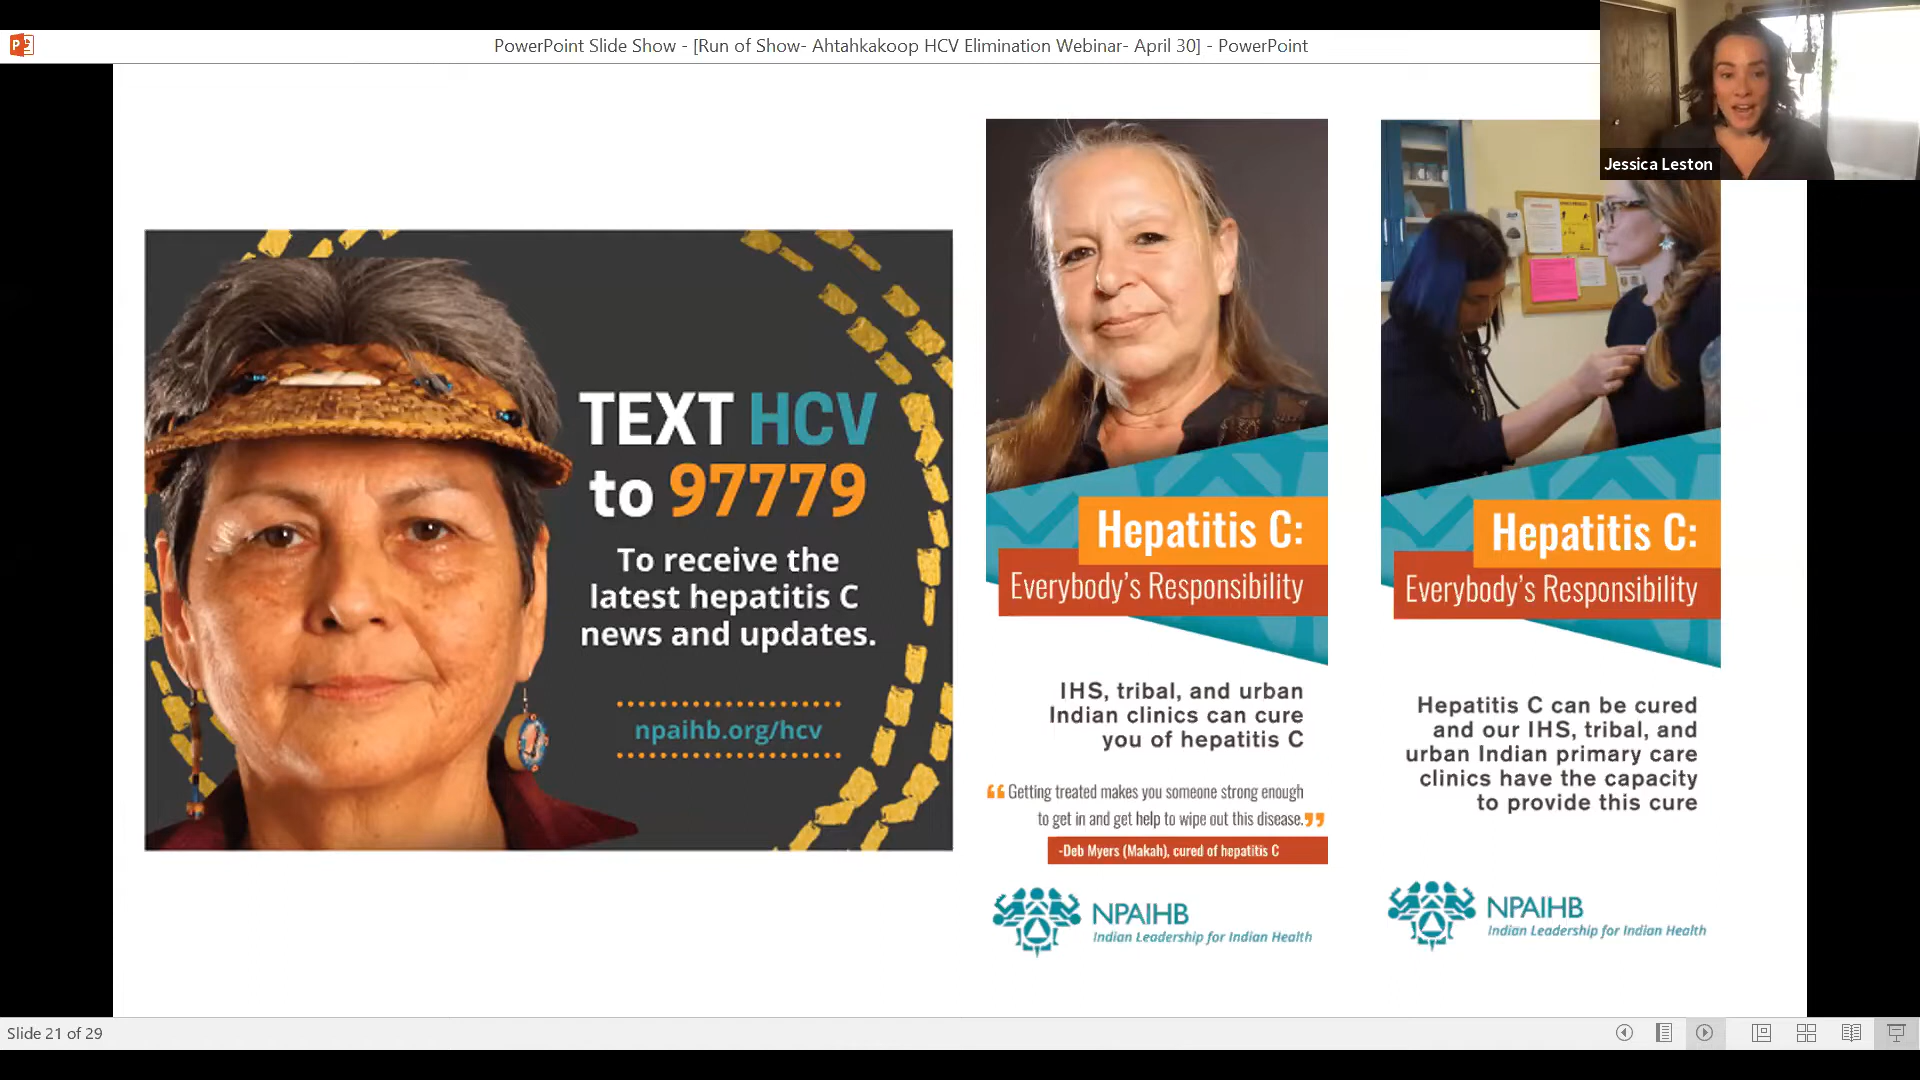 PowerPoint Slide Show - [Run of Show- Ahtahkakoop HCV Elimination Webinar- April 30] - PowerPoint
Jessica Leston
TEXT HCV
to 97779
To receive the
latest hepatitis C
news and updates.
npaihb.org/hcv
Hepatitis C:
Everybody's Responsibility
IHS, tribal, and urban
Indian clinics can cure
you of hepatitis C
“Getting treated makes you someone strong enough
to get in and get help to wipe out this disease.”
-Deb Myers (Makah), cured of hepatitis C
NPAIHB
Indian Leadership for Indian Health
Hepatitis C:
Everybody's Responsibility
Hepatitis C can be cured
and our IHS, tribal, and
urban Indian primary care
clinics have the capacity
to provide this cure
NPAIHB
Indian Leadership for Indian Health
Slide 21 of 29